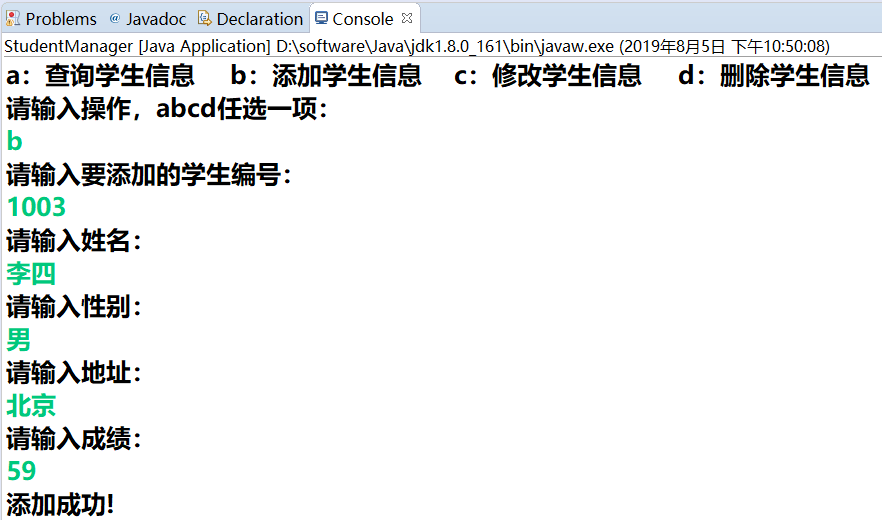 Problems @ Javadoc Declaration Console
StudentManager [Java Application] D:\software\Java\jdk1.8.0_161\bin\javaw.exe (2019年8月5日 下午10:50:08)
a：查询学生信息 b：添加学生信息 c：修改学生信息 d：删除学生信息
请输入操作，abcd任选一项：
b
请输入要添加的学生编号：
1003
请输入姓名：
李四
请输入性别：
男
请输入地址：
北京
请输入成绩：
59
添加成功!